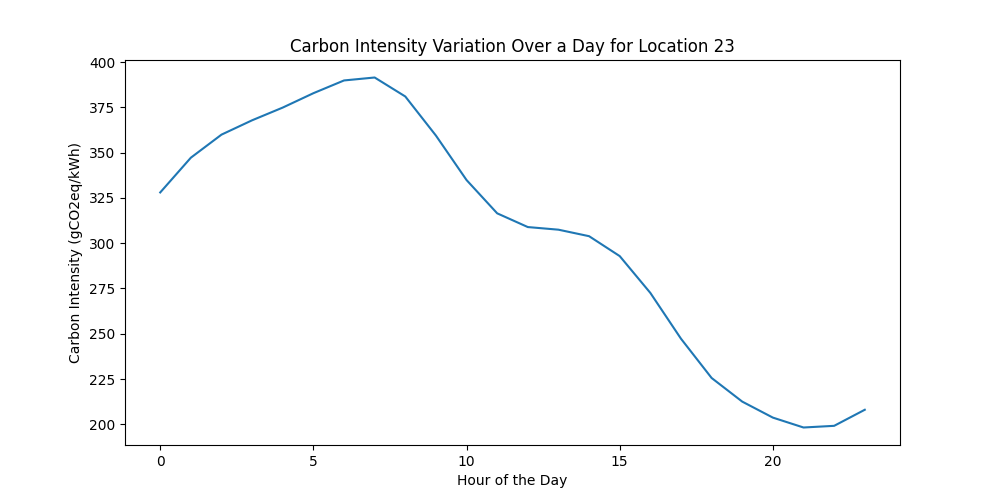 Carbon Intensity Variation Over a Day for Location 23
400
375
350
325
300
275
250
225
200
Carbon Intensity (gCO2eq/kWh)
0 5 10 15 20
Hour of the Day